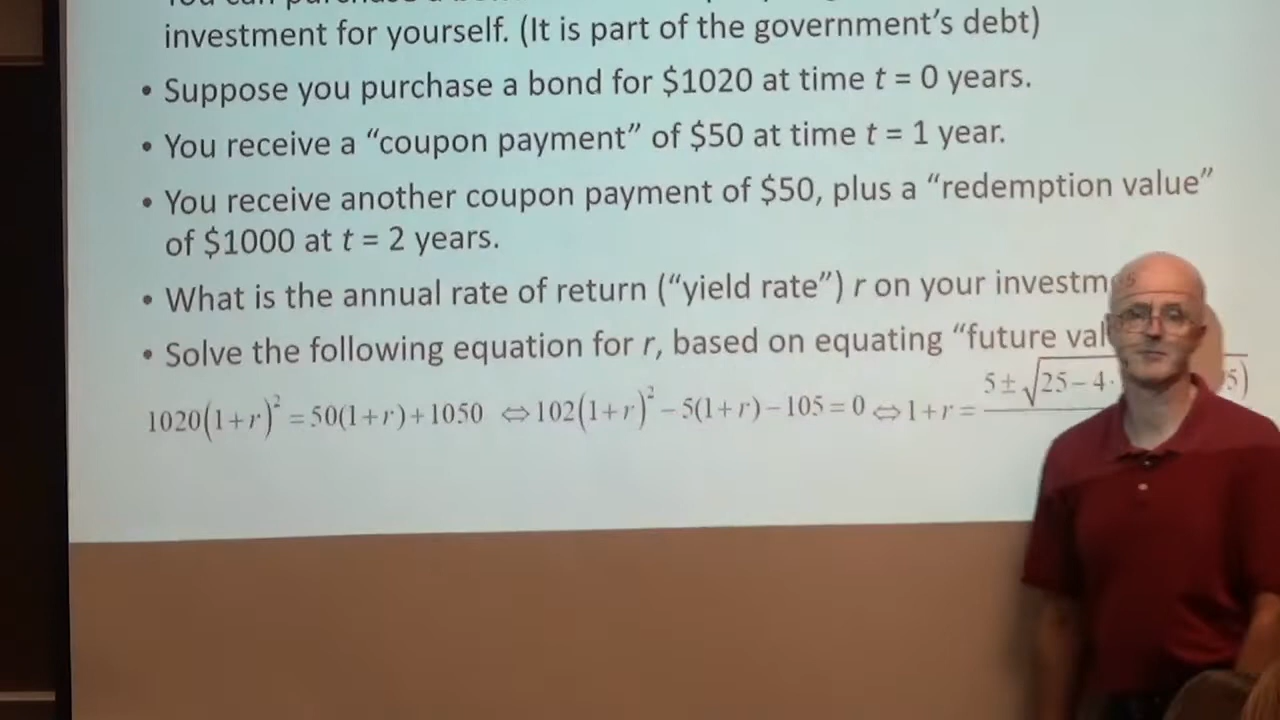 investment for yourself. (It is part of the government's debt)
• Suppose you purchase a bond for $1020 at time t = 0 years.
• You receive a “coupon payment” of $50 at time t = 1 year.
• You receive another coupon payment of $50, plus a “redemption value”
of $1000 at t = 2 years.
• What is the annual rate of return (“yield rate”) r on your
• Solve the following equation for r, based on equating “future
1020(1+r)² = 50(1+r)+1050 ⇔ 102(1+r)² − 5(1+r) − 105 = 0 ⇔ 1+r = 5 ± √25 − 4· 5)